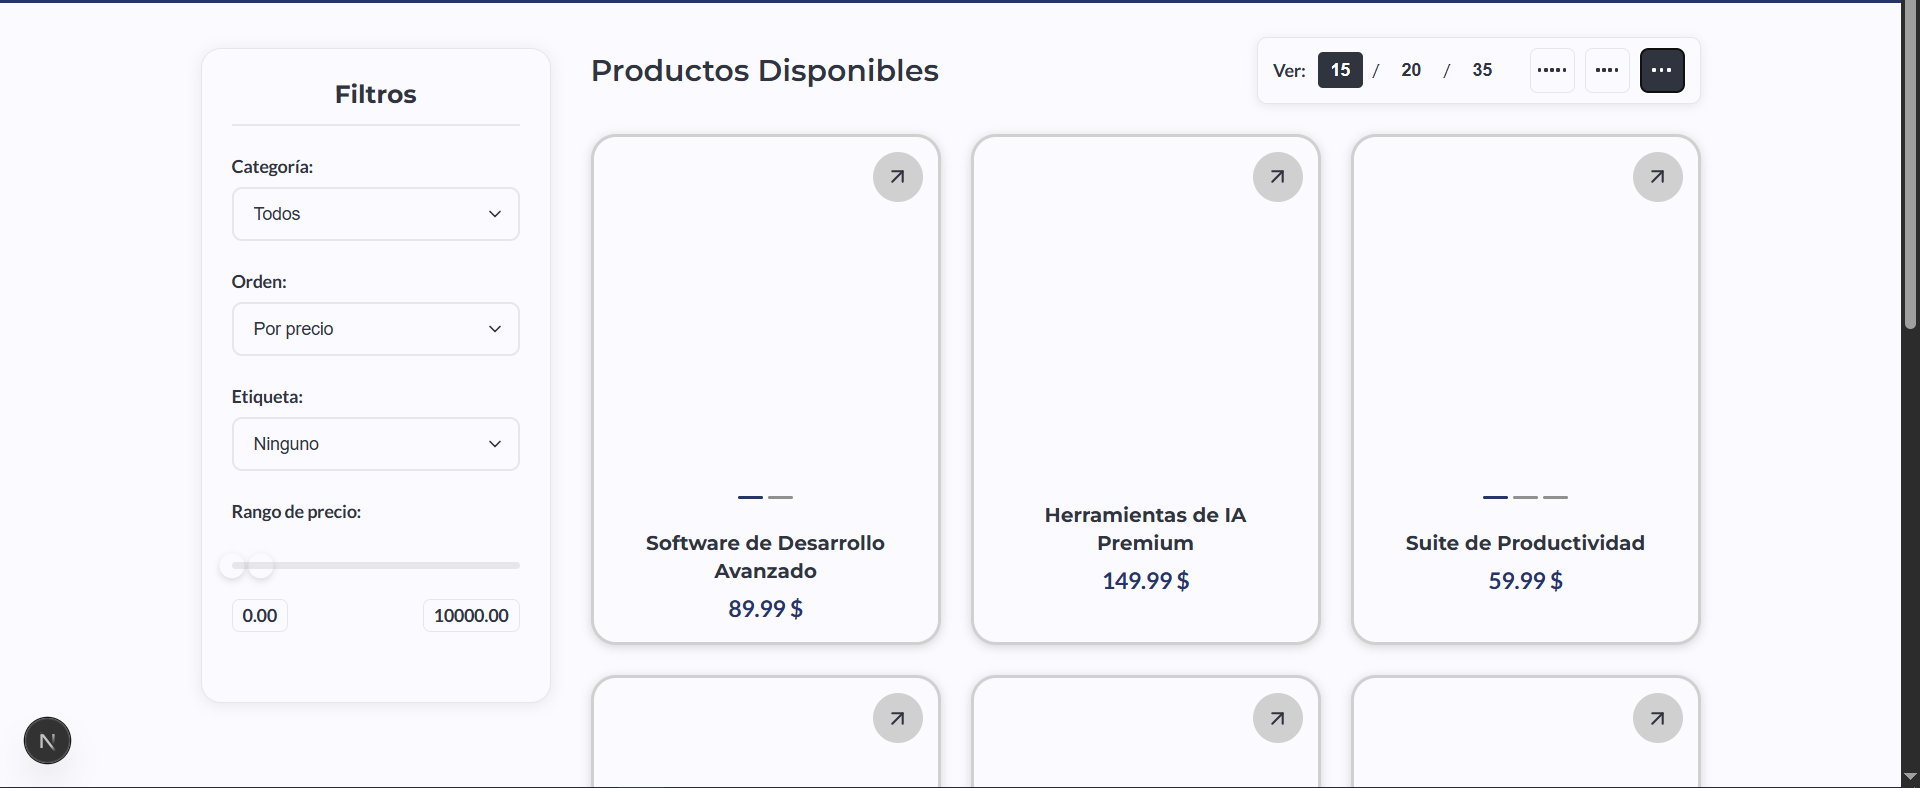 Filtros
Categoría:
Todos
Orden:
Por precio
Etiqueta:
Ninguno
Rango de precio:
0.00 10000.00
Productos Disponibles
Ver: 15 / 20 / 35
Software de Desarrollo
Avanzado
89.99 $
Herramientas de IA
Premium
149.99 $
Suite de Productividad
59.99 $
N